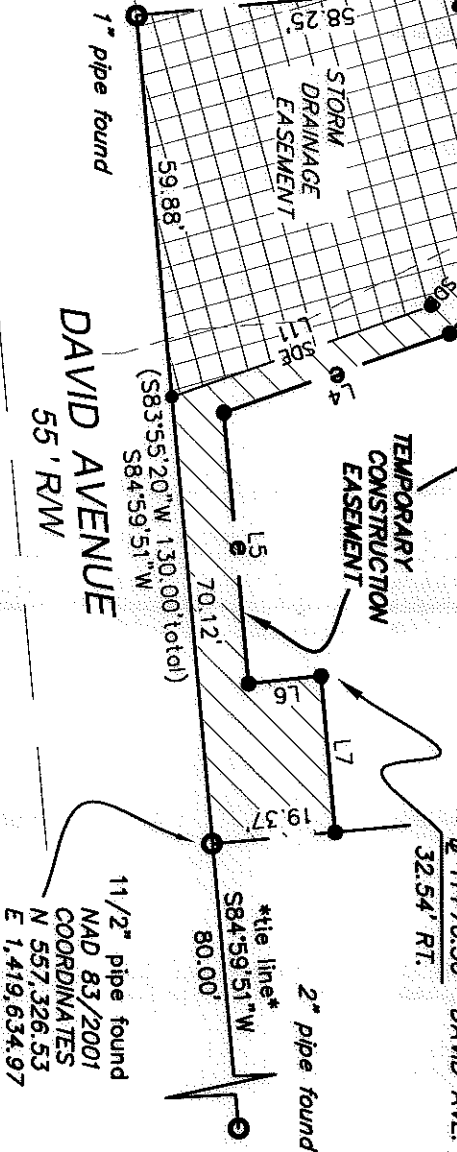 58.25'
STORM
DRAINAGE
EASEMENT
1" pipe found
59.88'
SDE
L11
SDE
L4
TEMPORARY
CONSTRUCTION
EASEMENT
DAVID AVENUE
55' R/W
(S83°55'20"W 130.00' total)
S84°59'51"W
70.12'
L5
L6
L7
19.37'
DAVID AVE.
32.54' RT.
*tie line*
S84°59'51"W
80.00'
2" pipe found
11/2" pipe found
NAD 83/2001
COORDINATES
N 557,326.53
E 1,419,634.97